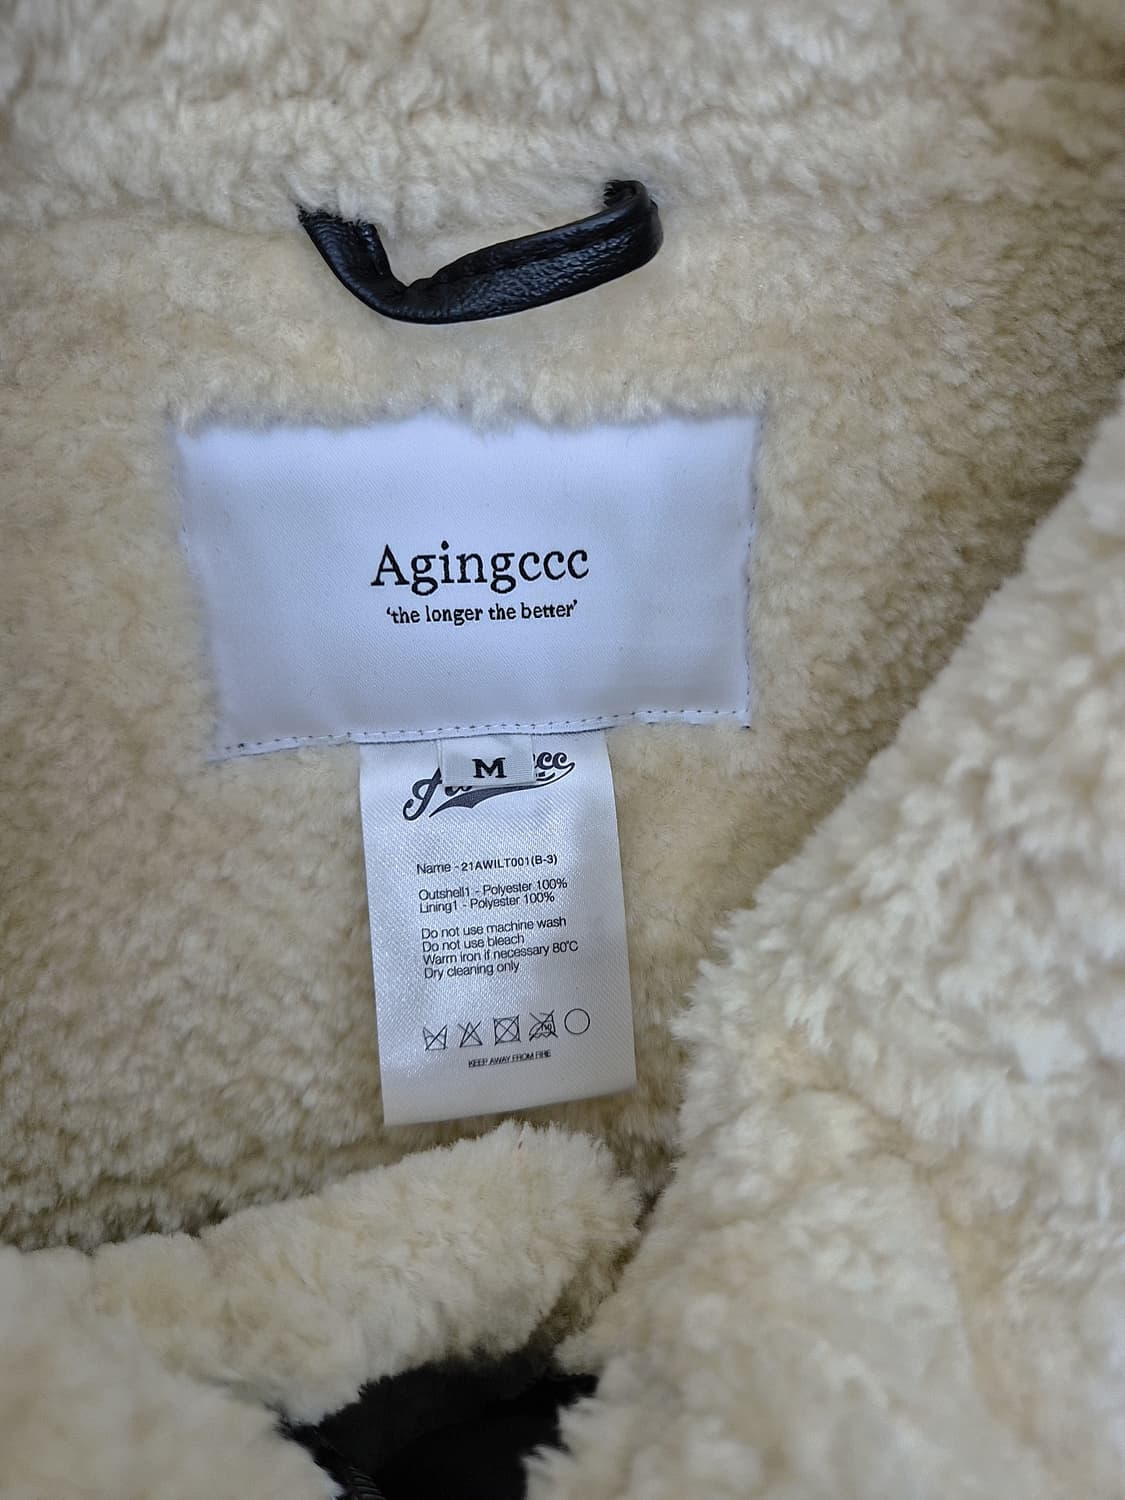 Agingccc
‘the longer the better’
M
Name - 21AWILT001(B-3)
Outshell1 - Polyester 100%
Lining1 - Polyester 100%
Do not use machine wash
Do not use bleach
Warm iron if necessary 80°C
Dry cleaning only
KEEP AWAY FROM FIRE